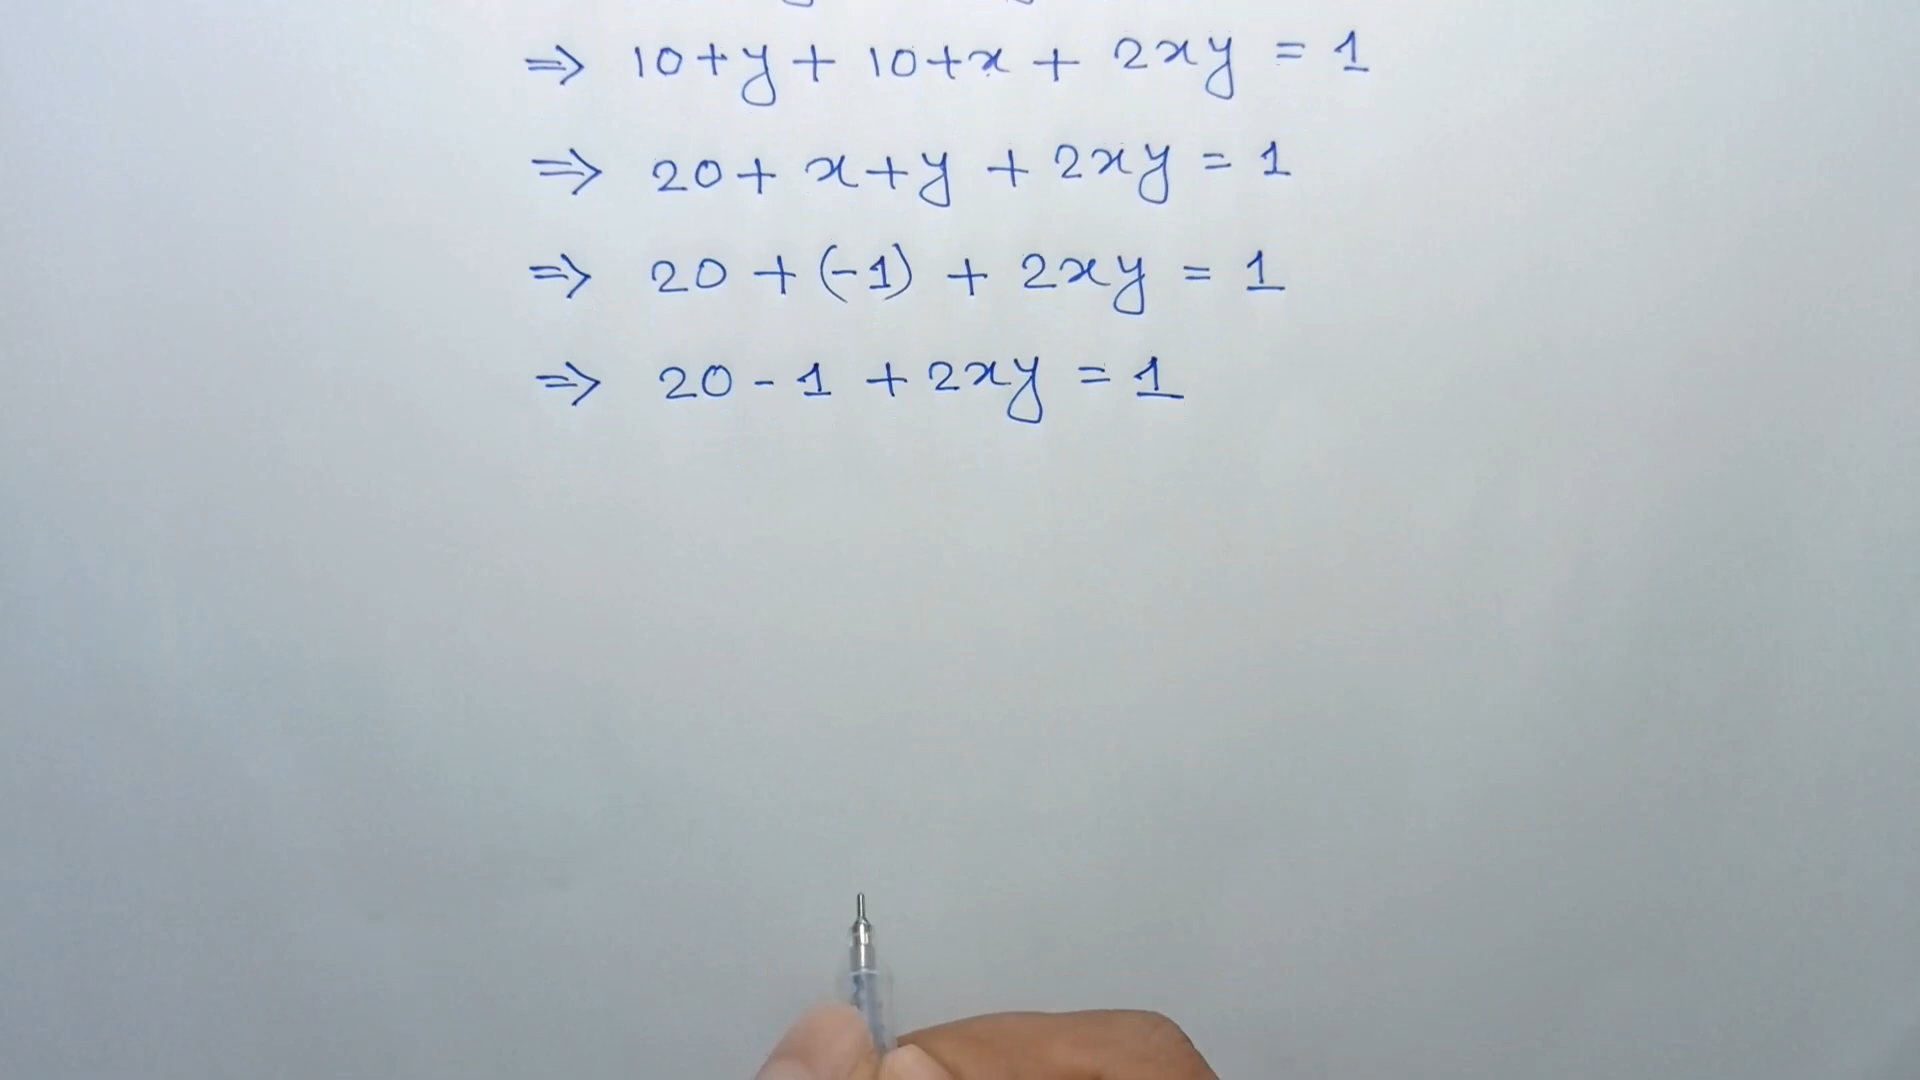 ⇒ 10+y+ 10+x + 2xy = 1
⇒ 20+ x+y + 2xy = 1
⇒ 20 + (-1) + 2xy = 1
⇒ 20 - 1 + 2xy = 1